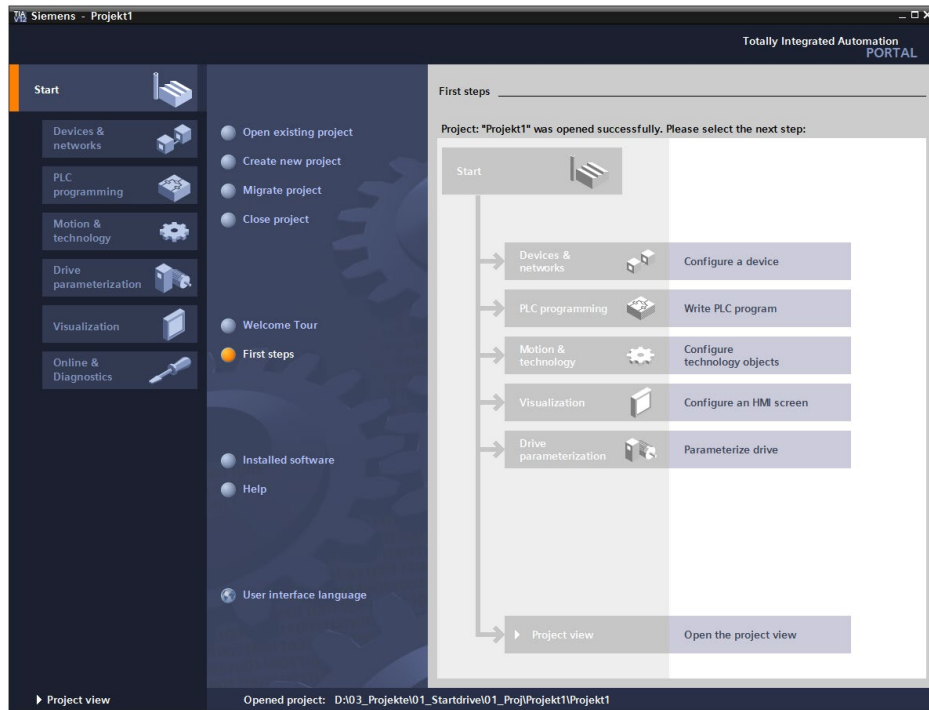 Siemens - Projekt1
Totally Integrated Automation
PORTAL
Start
Devices &
networks
PLC
programming
Motion &
technology
Drive
parameterization
Visualization
Online &
Diagnostics
Open existing project
Create new project
Migrate project
Close project
Welcome Tour
First steps
Installed software
Help
User interface language
First steps
Project: "Projekt1" was opened successfully. Please select the next step:
Start
Devices &
networks
Configure a device
PLC programming
Write PLC program
Motion &
technology
Configure
technology objects
Visualization
Configure an HMI screen
Drive
parameterization
Parameterize drive
Project view
Open the project view
Project view
Opened project: D:\03_Projekte\01_Startdrive\01_Proj\Projekt1\Projekt1